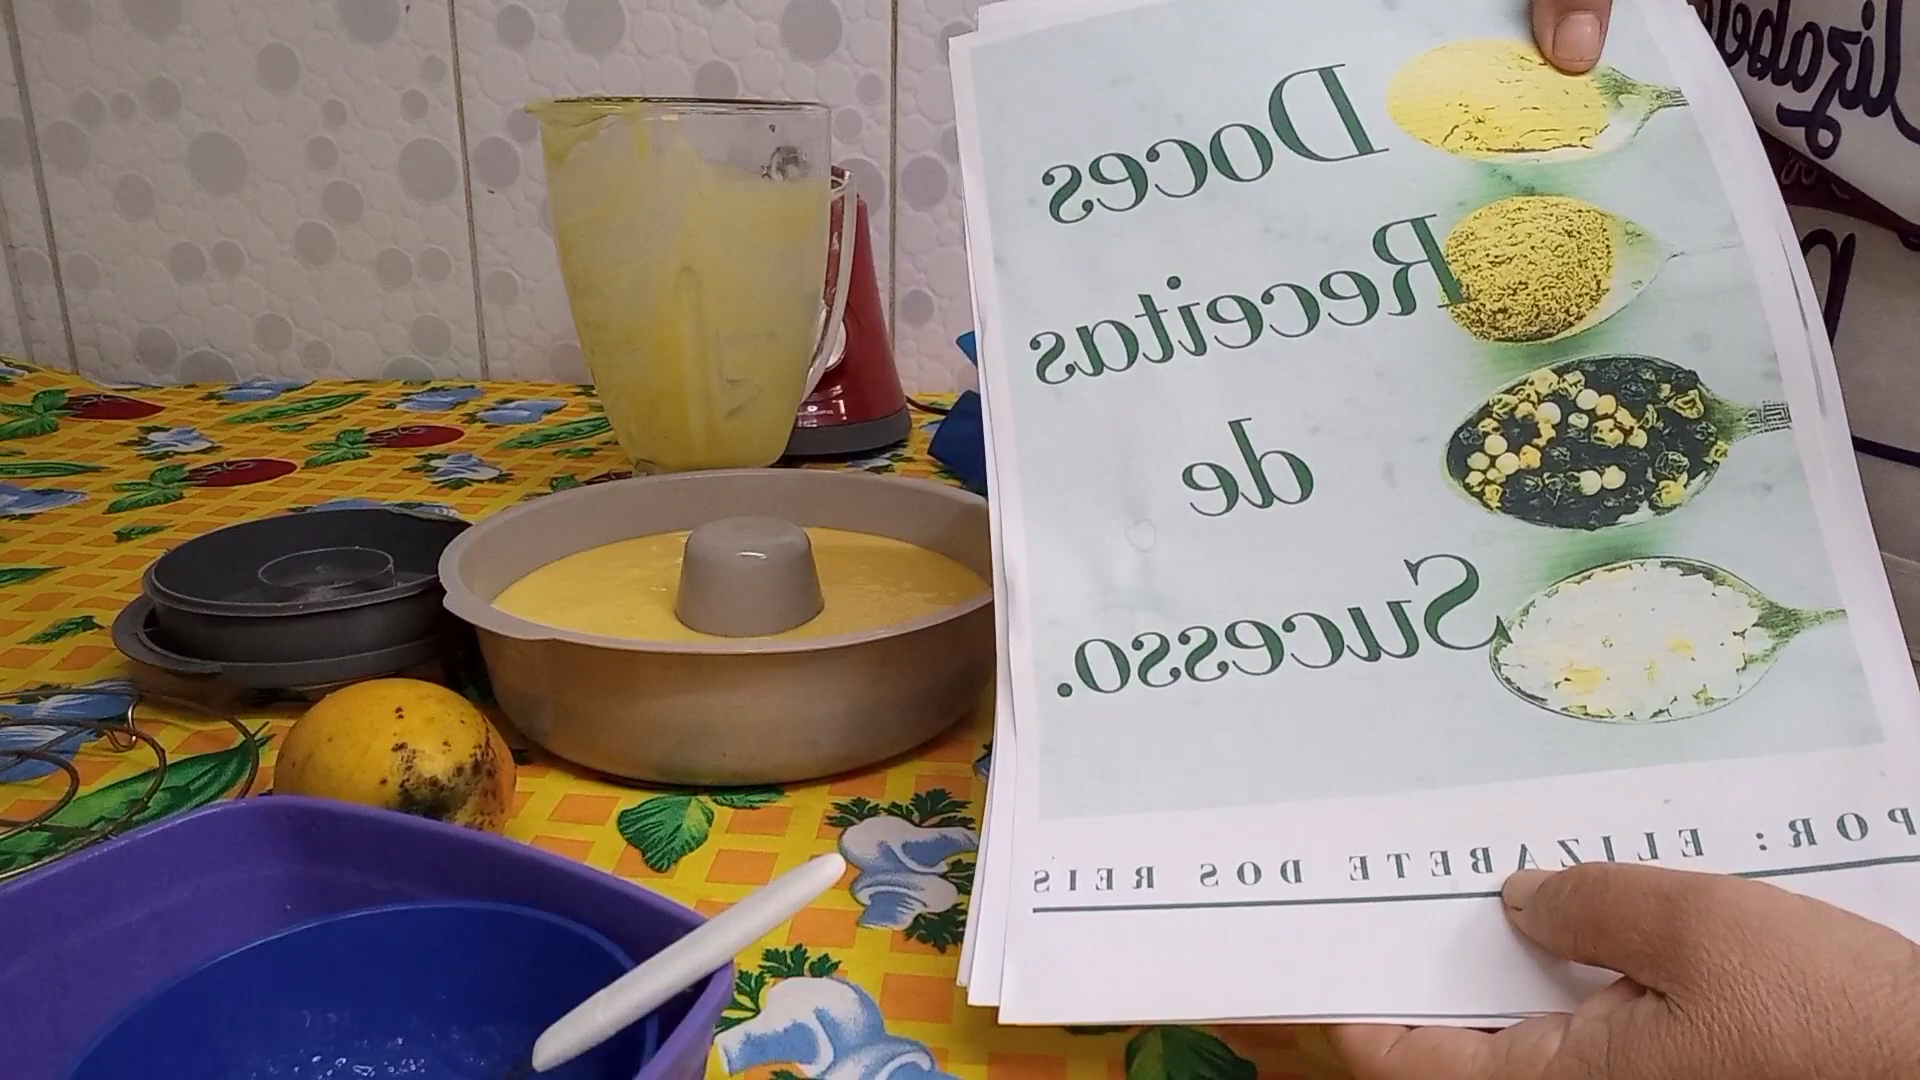 Doces
Receitas
de
Sucesso.
POR: ELIZABETE DOS REIS